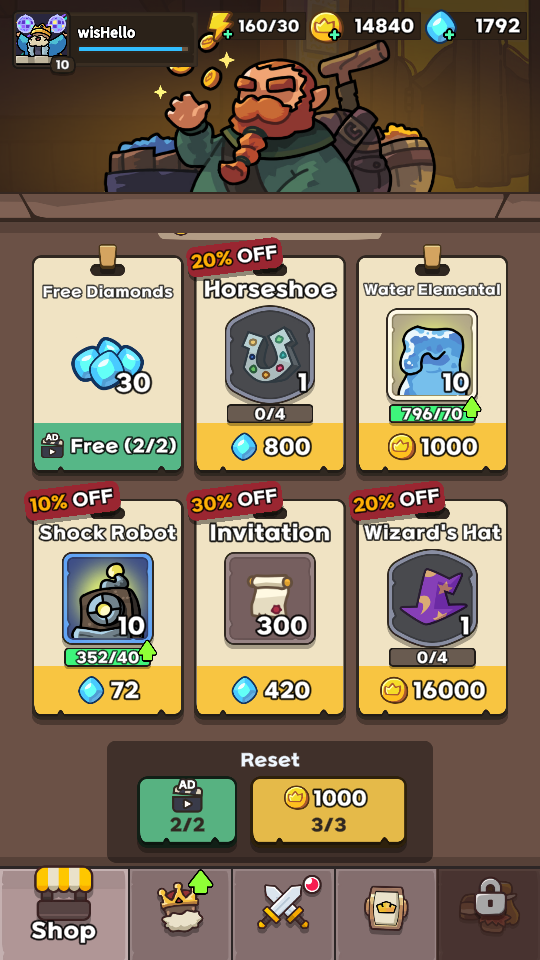 wisHello
10
160/30
14840
1792
Free Diamonds
30
AD
Free (2/2)
20% OFF
Horseshoe
1
0/4
800
Water Elemental
10
796/70
1000
10% OFF
Shock Robot
10
352/40
72
30% OFF
Invitation
300
420
20% OFF
Wizard's Hat
1
0/4
16000
Reset
AD
2/2
1000
3/3
Shop